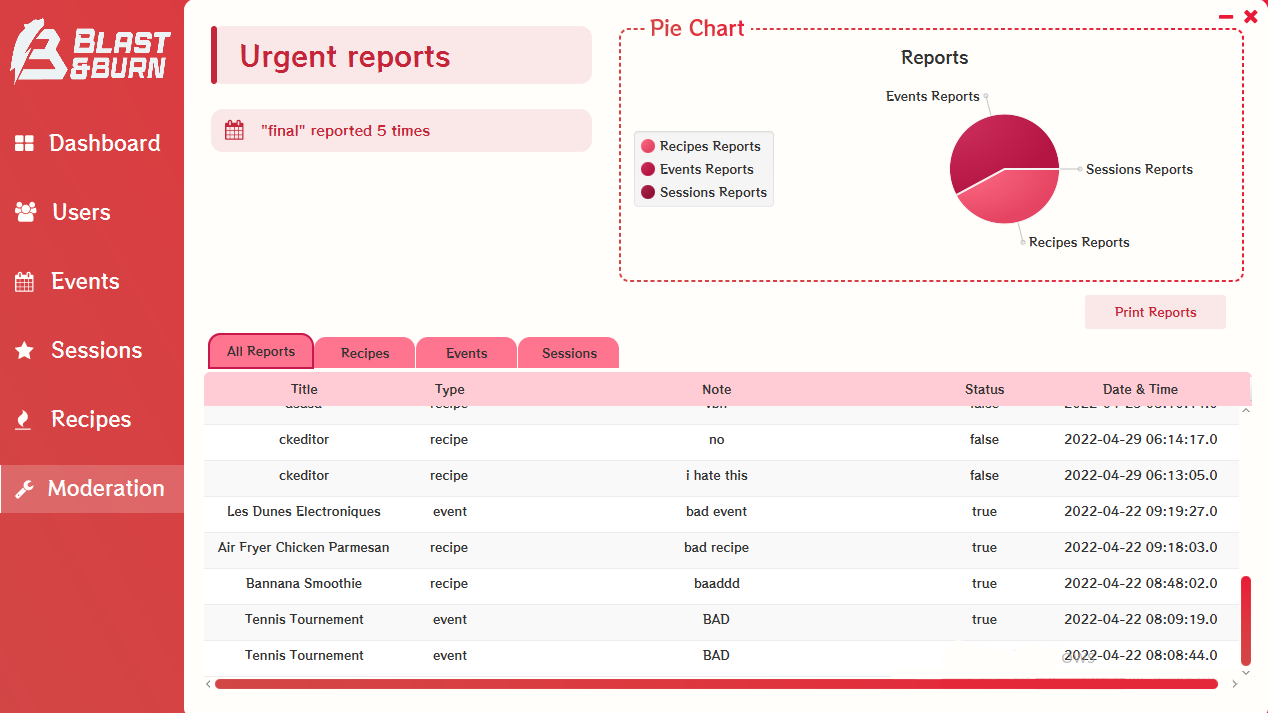 BLAST
&BURN
Dashboard
Users
Events
Sessions
Recipes
Moderation
Urgent reports
"final" reported 5 times
Pie Chart
Reports
Events Reports
Sessions Reports
Recipes Reports
Recipes Reports
Events Reports
Sessions Reports
Print Reports
All Reports Recipes Events Sessions
Title Type Note Status Date & Time
ckeditor recipe no false 2022-04-29 06:14:17.0
ckeditor recipe i hate this false 2022-04-29 06:13:05.0
Les Dunes Electroniques event bad event true 2022-04-22 09:19:27.0
Air Fryer Chicken Parmesan recipe bad recipe true 2022-04-22 09:18:03.0
Bannana Smoothie recipe baaddd true 2022-04-22 08:48:02.0
Tennis Tournement event BAD true 2022-04-22 08:09:19.0
Tennis Tournement event BAD 2022-04-22 08:08:44.0